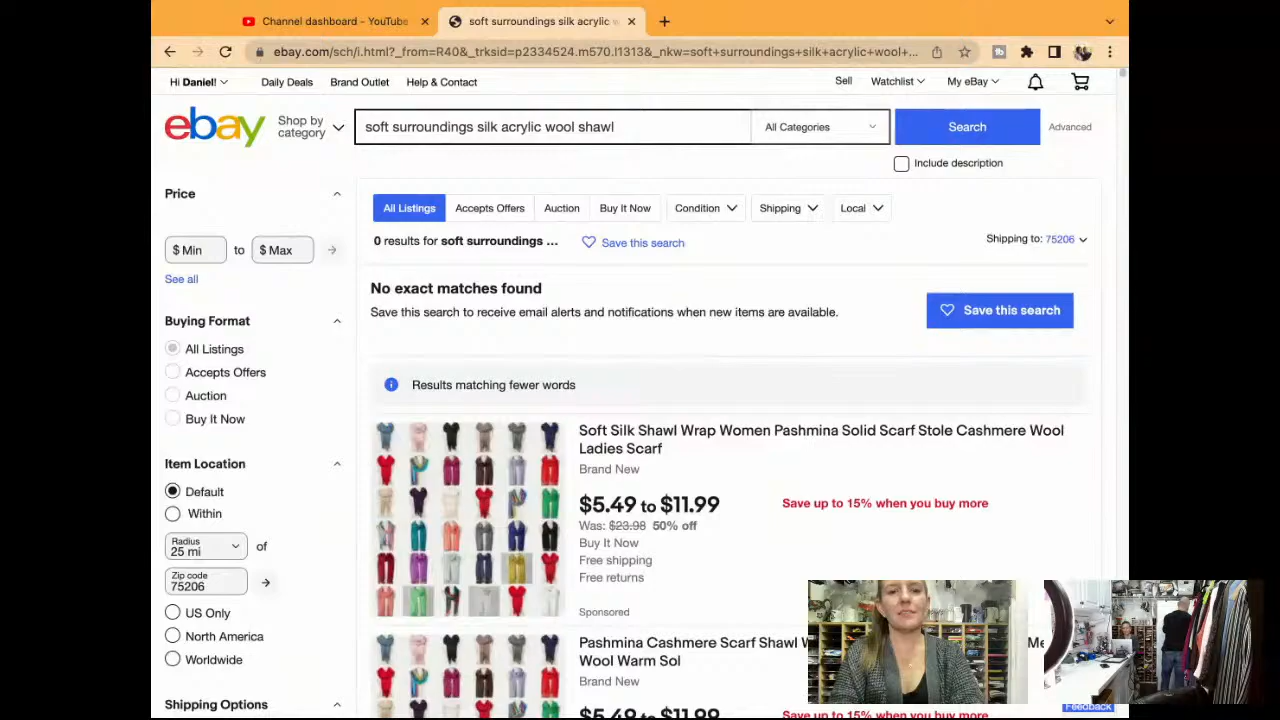 Channel dashboard - YouTube
soft surroundings silk acrylic w
ebay.com/sch/i.html?_from=R40&_trksid=p2334524.m570.l1313&_nkw=soft+surroundings+silk+acrylic+wool+...
Hi Daniel!
Daily Deals
Brand Outlet
Help & Contact
Sell
Watchlist
My eBay
ebay
Shop by
category
soft surroundings silk acrylic wool shawl
All Categories
Search
Advanced
Include description
Price
$ Min
to
$ Max
See all
Buying Format
All Listings
Accepts Offers
Auction
Buy It Now
Item Location
Default
Within
Radius
25 mi
of
Zip code
75206
US Only
North America
Worldwide
Shipping Options
All Listings
Accepts Offers
Auction
Buy It Now
Condition
Shipping
Local
0 results for soft surroundings ...
Save this search
Shipping to: 75206
No exact matches found
Save this search to receive email alerts and notifications when new items are available.
Save this search
Results matching fewer words
Soft Silk Shawl Wrap Women Pashmina Solid Scarf Stole Cashmere Wool
Ladies Scarf
Brand New
$5.49 to $11.99
Save up to 15% when you buy more
Was: $23.98 50% off
Buy It Now
Free shipping
Free returns
Sponsored
Pashmina Cashmere Scarf Shawl
Wool Warm Sol
Brand New
$5.49 to $11.99
Save up to 15% when you buy more
Feedback